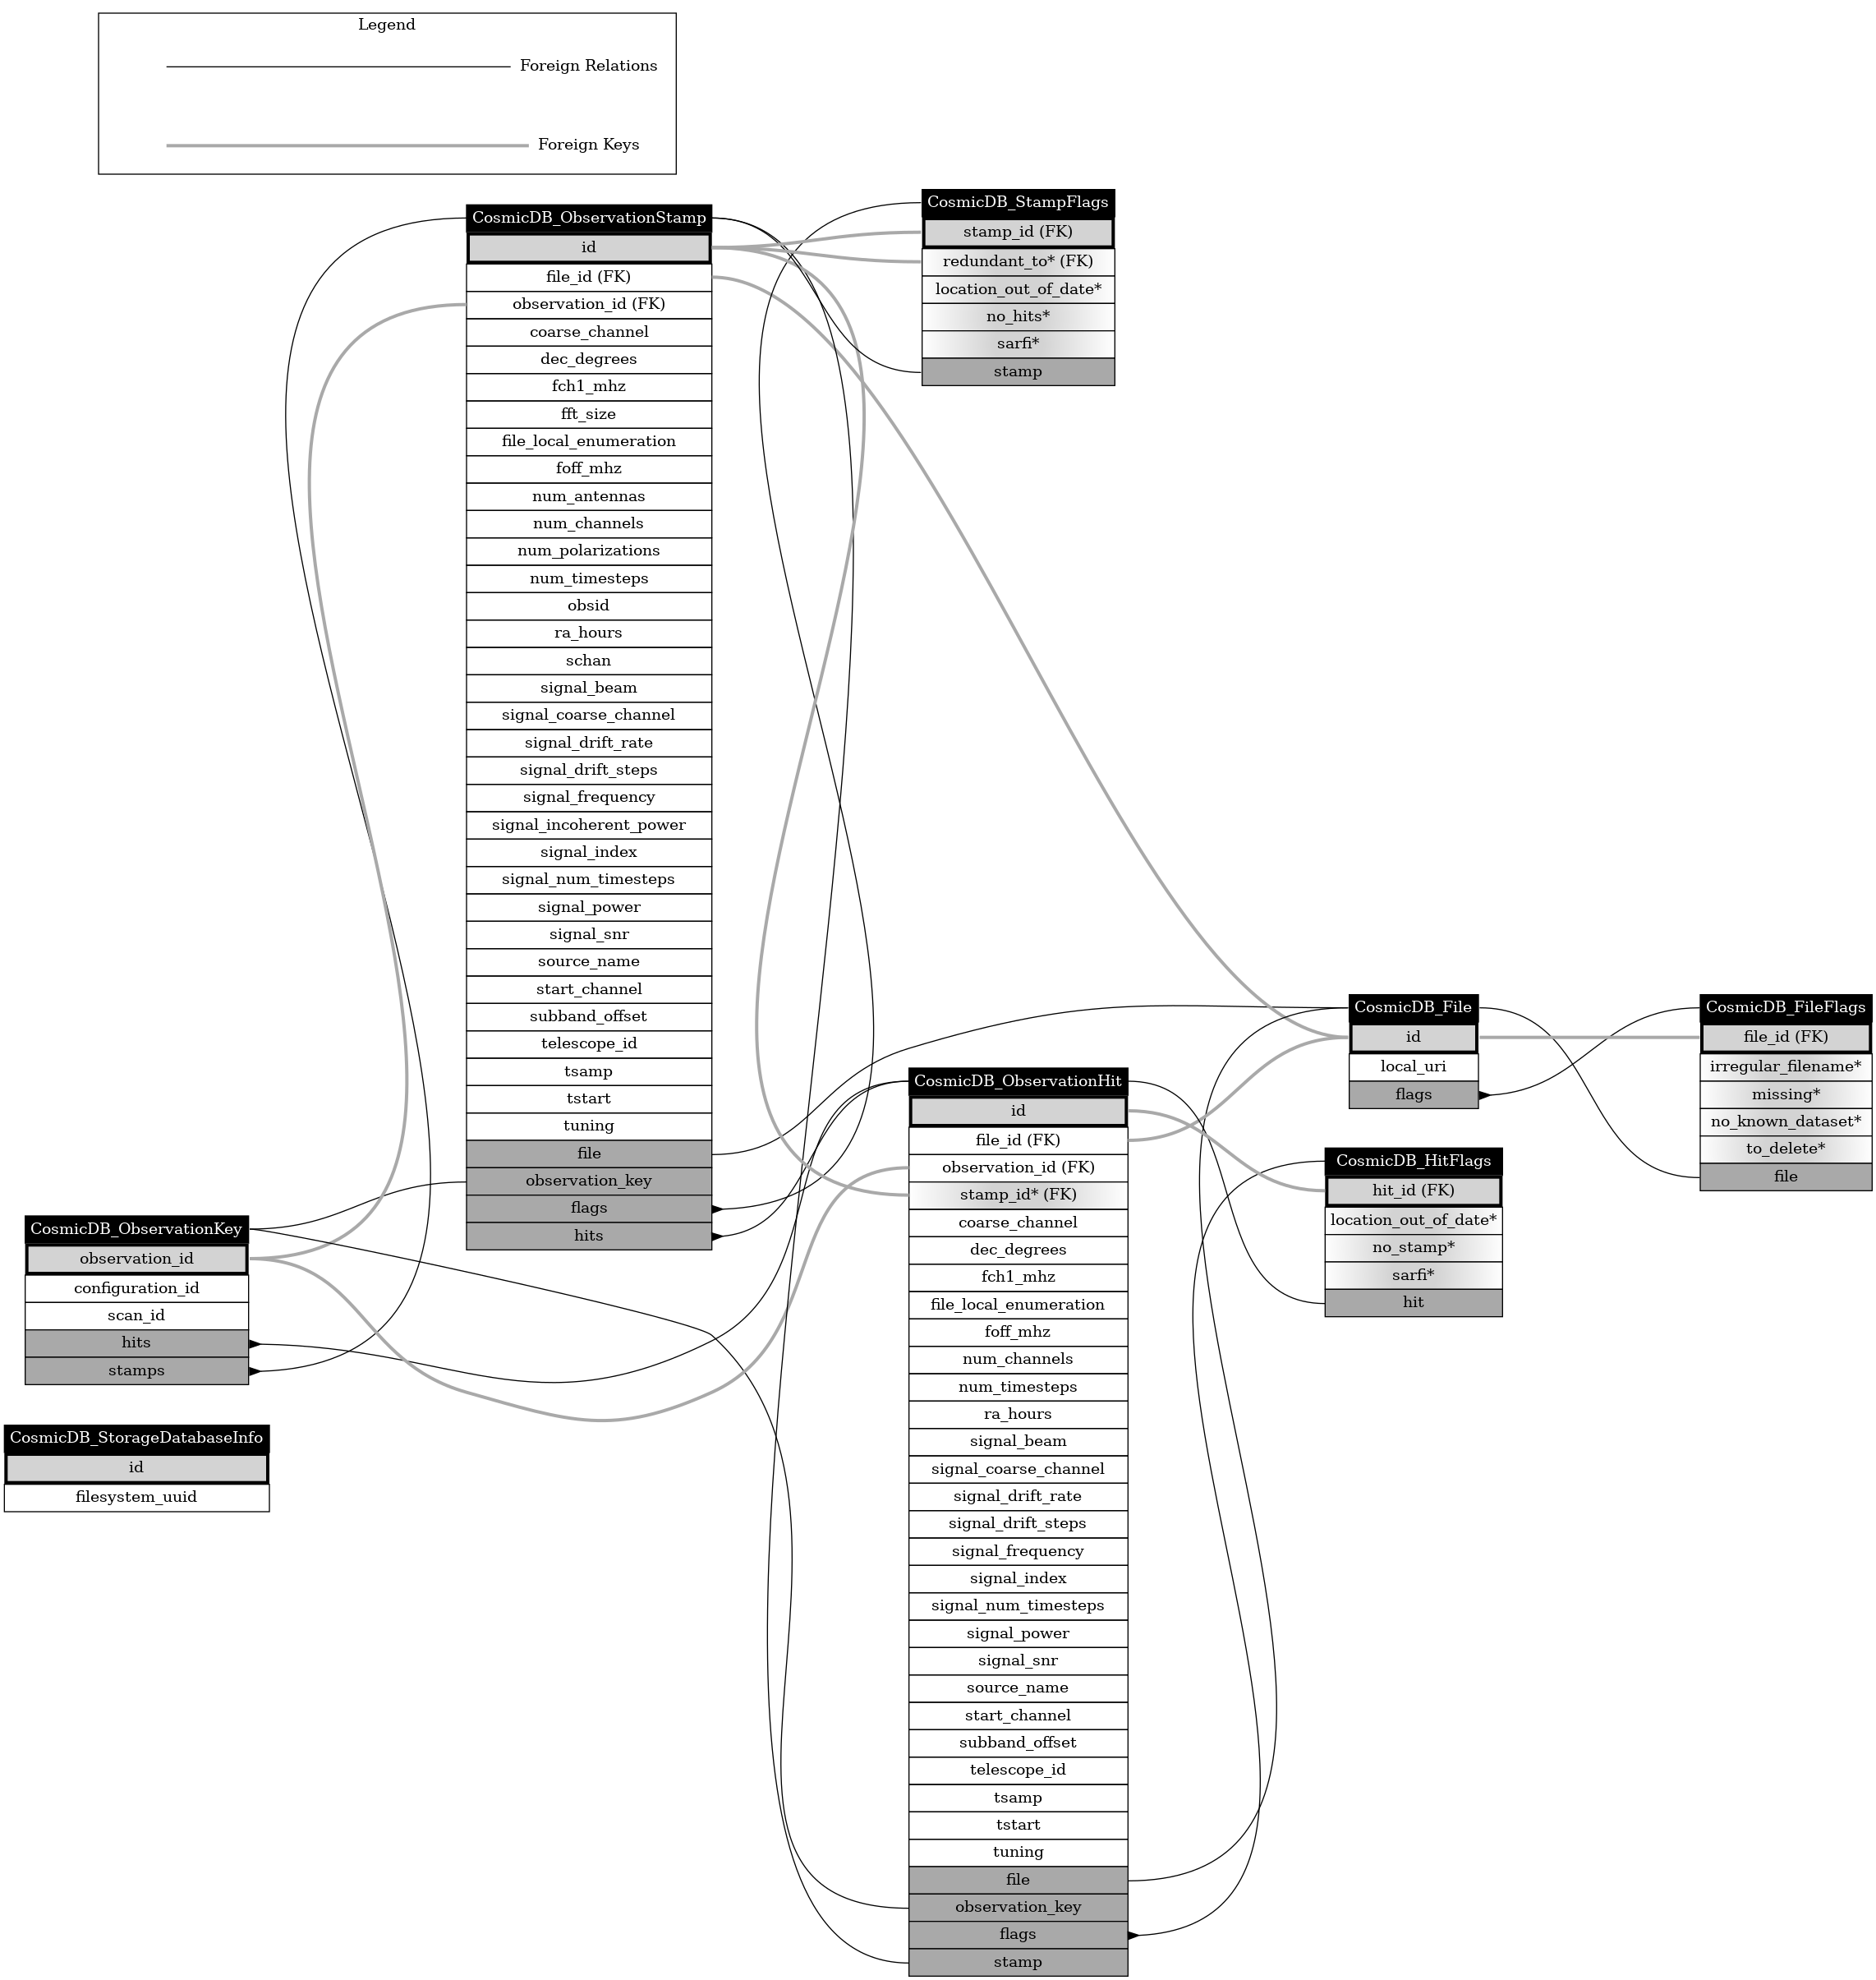 Legend
Foreign Relations
Foreign Keys
CosmicDB_ObservationStamp
id
file_id (FK)
observation_id (FK)
coarse_channel
dec_degrees
fch1_mhz
fft_size
file_local_enumeration
foff_mhz
num_antennas
num_channels
num_polarizations
num_timesteps
obsid
ra_hours
schan
signal_beam
signal_coarse_channel
signal_drift_rate
signal_drift_steps
signal_frequency
signal_incoherent_power
signal_index
signal_num_timesteps
signal_power
signal_snr
source_name
start_channel
subband_offset
telescope_id
tsamp
tstart
tuning
file
observation_key
flags
hits
CosmicDB_StampFlags
stamp_id (FK)
redundant_to* (FK)
location_out_of_date*
no_hits*
sarfi*
stamp
CosmicDB_File
id
local_uri
flags
CosmicDB_FileFlags
file_id (FK)
irregular_filename*
missing*
no_known_dataset*
to_delete*
file
CosmicDB_ObservationHit
id
file_id (FK)
observation_id (FK)
stamp_id* (FK)
coarse_channel
dec_degrees
fch1_mhz
file_local_enumeration
foff_mhz
num_channels
num_timesteps
ra_hours
signal_beam
signal_coarse_channel
signal_drift_rate
signal_drift_steps
signal_frequency
signal_index
signal_num_timesteps
signal_power
signal_snr
source_name
start_channel
subband_offset
telescope_id
tsamp
tstart
tuning
file
observation_key
flags
stamp
CosmicDB_HitFlags
hit_id (FK)
location_out_of_date*
no_stamp*
sarfi*
hit
CosmicDB_ObservationKey
observation_id
configuration_id
scan_id
hits
stamps
CosmicDB_StorageDatabaseInfo
id
filesystem_uuid